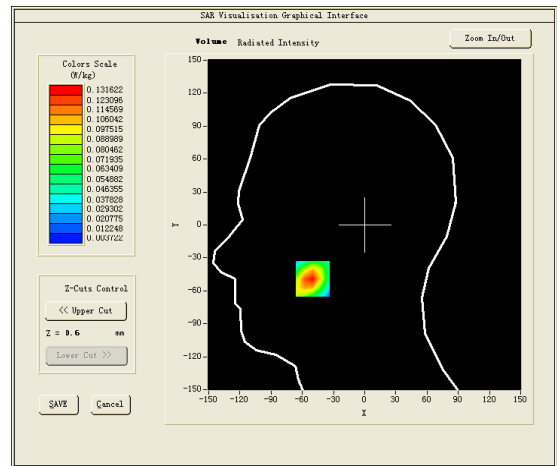 SAR Visualisation Graphical Interface
Volume Radiated Intensity
Zoom In/Out
Colors Scale
(W/kg)
0.131622
0.123096
0.114569
0.106042
0.097515
0.088989
0.080462
0.071935
0.063409
0.054882
0.046355
0.037828
0.029302
0.020775
0.012248
0.003722
Z-Cuts Control
<< Upper Cut
Z = 0.6 mm
Lower Cut >>
SAVE Cancel
150
120
90
60
30
0
-30
-60
-90
-120
-150
Y
-150 -120 -90 -60 -30 0 30 60 90 120 150
X